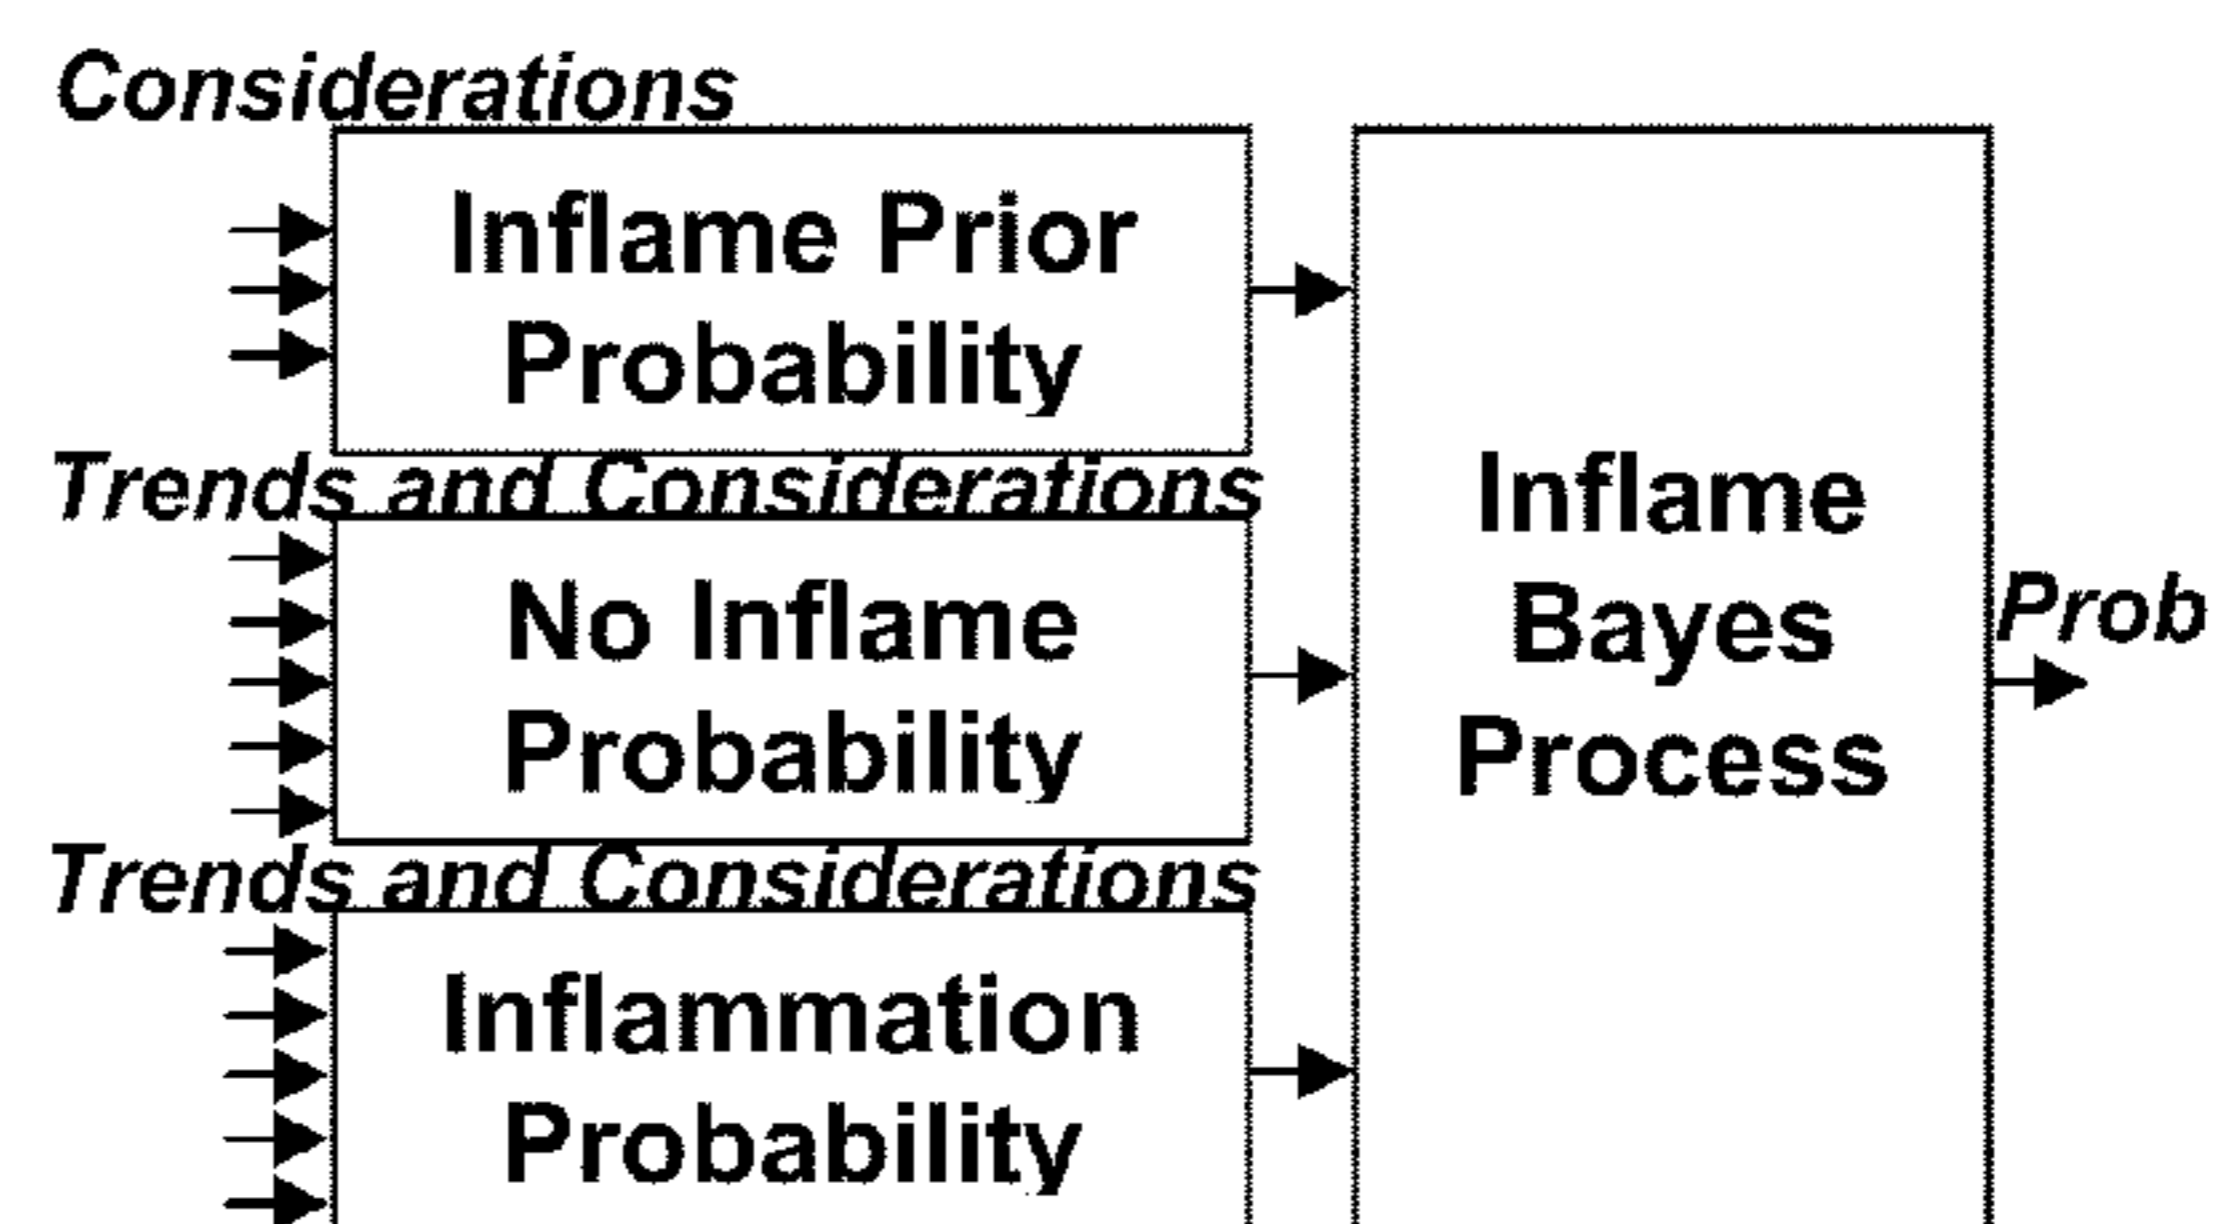 Considerations
Inflame Prior
Probability
Trends and Considerations
No Inflame
Probability
Trends and Considerations
Inflammation
Probability
Inflame
Bayes
Process
Prob